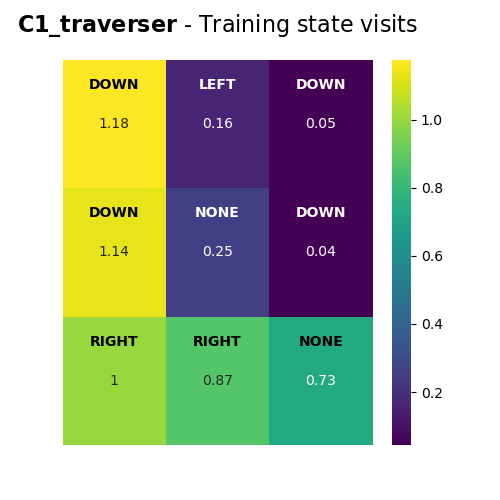 C1_traverser - Training state visits
DOWN LEFT DOWN
1.18 0.16 0.05
DOWN NONE DOWN
1.14 0.25 0.04
RIGHT RIGHT NONE
1 0.87 0.73
1.0
0.8
0.6
0.4
0.2